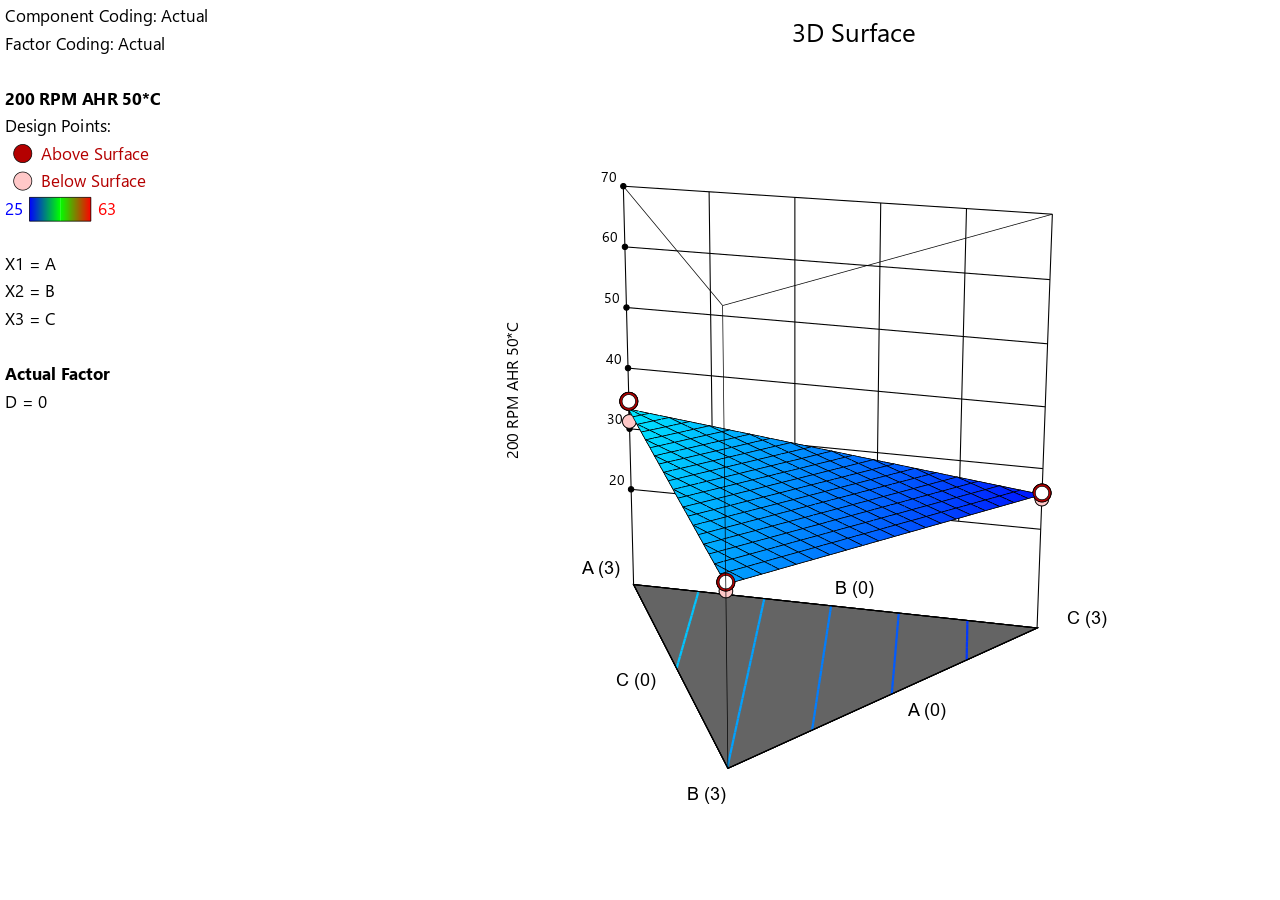 Component Coding: Actual
Factor Coding: Actual
3D Surface
200 RPM AHR 50*C
Design Points:
Above Surface
Below Surface
25 63
X1 = A
X2 = B
X3 = C
Actual Factor
D = 0
200 RPM AHR 50*C
70
60
50
40
30
20
A (3)
B (0)
C (3)
C (0)
A (0)
B (3)